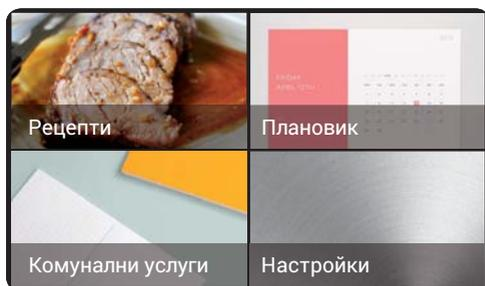 Рецепти
Плановик
Комунални услуги
Настройки